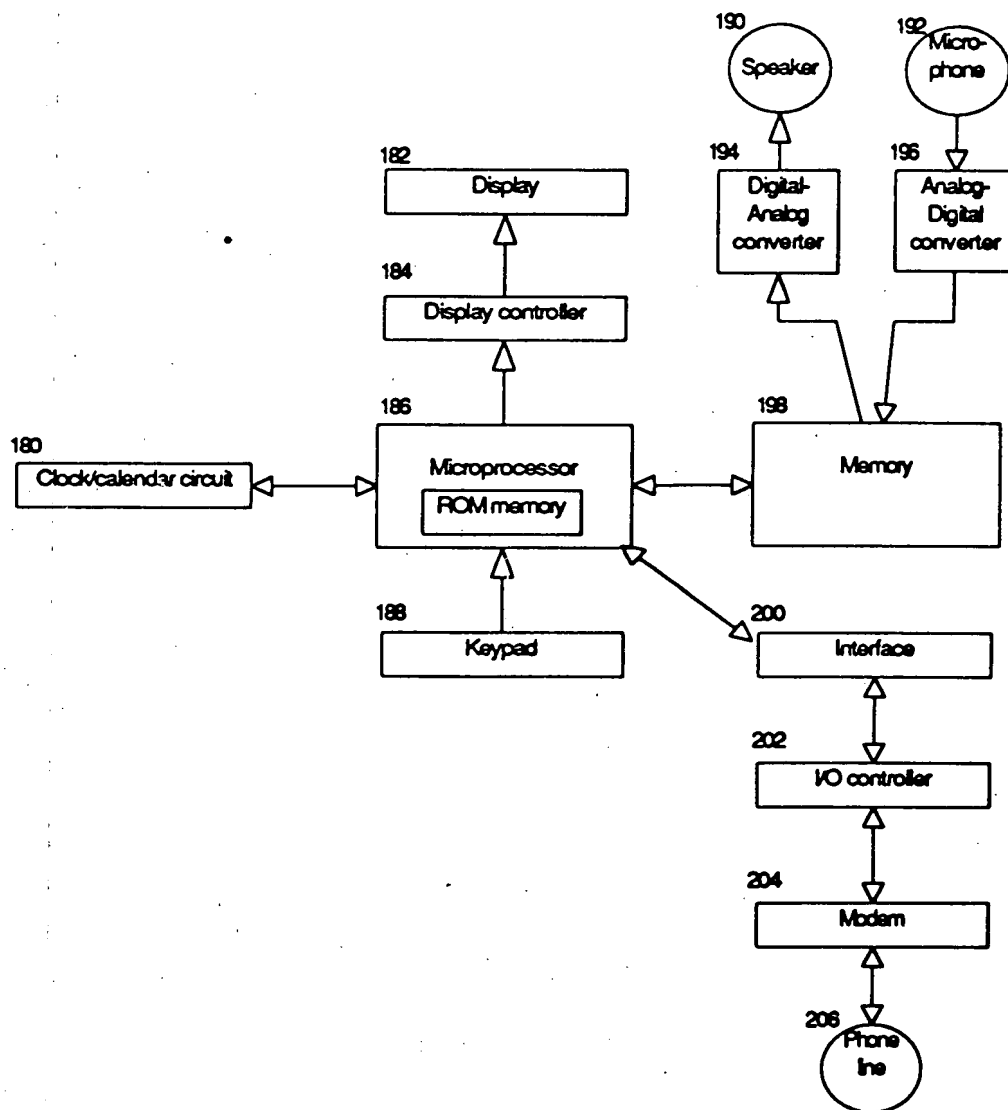 190
Speaker
192
Micro-
phone
182
Display
194
Digital-
Analog
converter
196
Analog-
Digital
converter
184
Display controller
186
Microprocessor
ROM memory
198
Memory
180
Clock/calendar circuit
188
Keypad
200
Interface
202
I/O controller
204
Modem
206
Phone
line